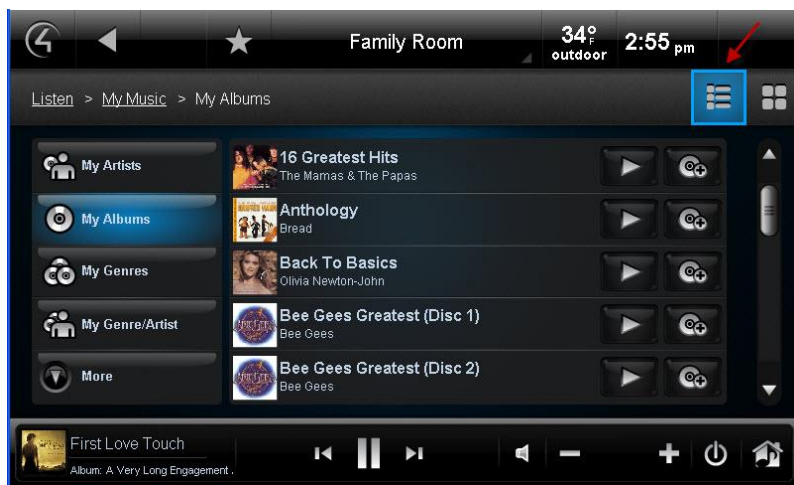 Family Room
34°F
outdoor
2:55 pm
Listen > My Music > My Albums
My Artists
My Albums
My Genres
My Genre/Artist
More
16 Greatest Hits
The Mamas & The Papas
Anthology
Bread
Back To Basics
Olivia Newton-John
Bee Gees Greatest (Disc 1)
Bee Gees
Bee Gees Greatest (Disc 2)
Bee Gees
First Love Touch
Album: A Very Long Engagement .